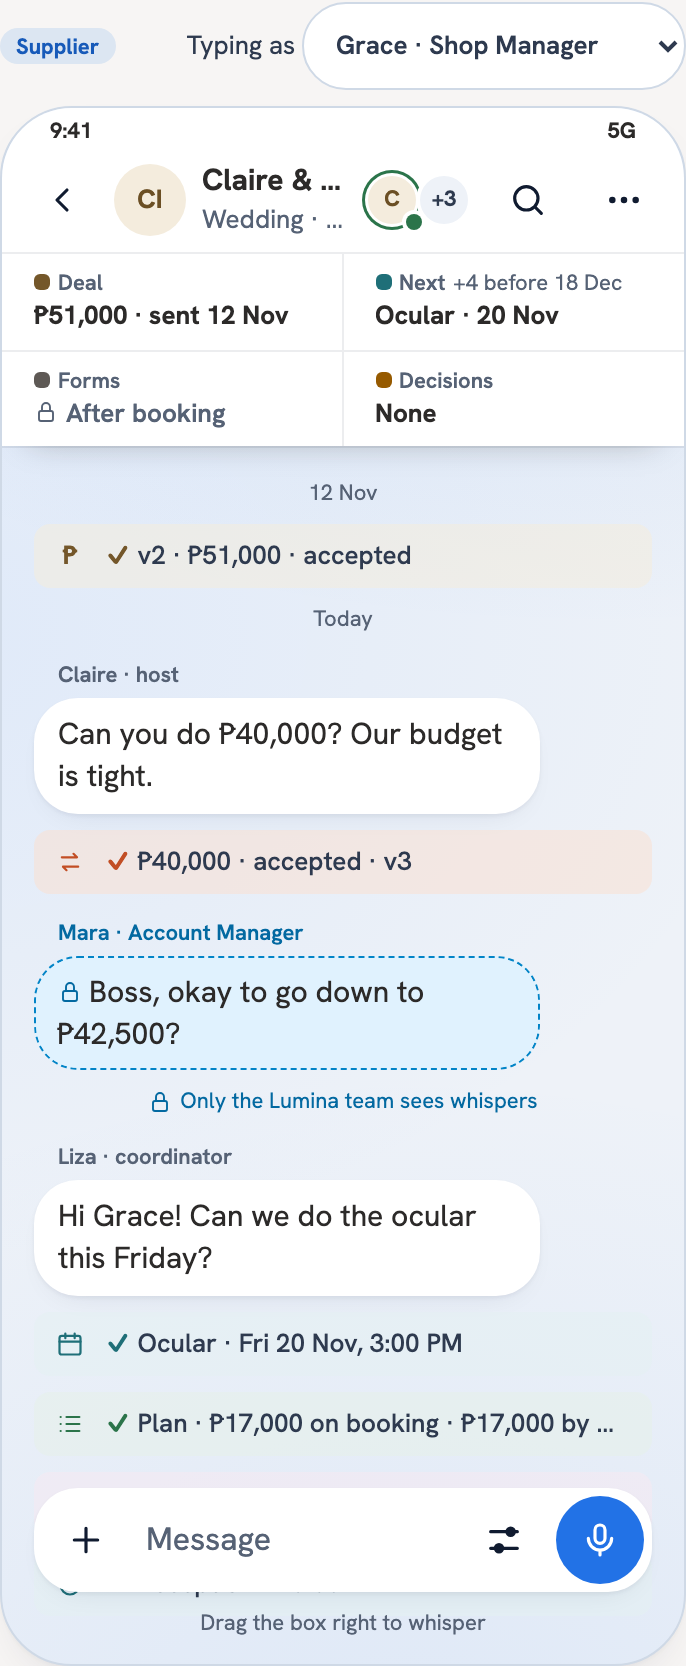 Supplier
Typing as
Grace · Shop Manager
9:41
5G
CI
Claire & ...
Wedding · ...
C
+3
Deal
₱51,000 · sent 12 Nov
Next +4 before 18 Dec
Ocular · 20 Nov
Forms
After booking
Decisions
None
12 Nov
₱ ✓ v2 · ₱51,000 · accepted
Today
Claire · host
Can you do ₱40,000? Our budget
is tight.
✓ ₱40,000 · accepted · v3
Mara · Account Manager
Boss, okay to go down to
₱42,500?
Only the Lumina team sees whispers
Liza · coordinator
Hi Grace! Can we do the ocular
this Friday?
✓ Ocular · Fri 20 Nov, 3:00 PM
✓ Plan · ₱17,000 on booking · ₱17,000 by ...
Message
Drag the box right to whisper